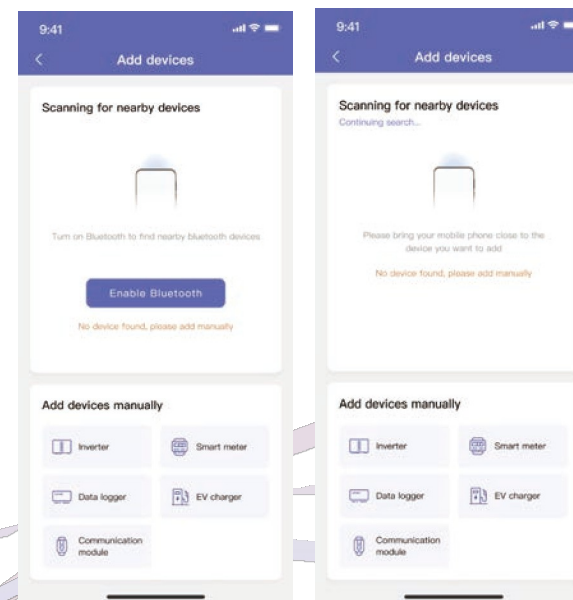 9:41
Add devices
Scanning for nearby devices
Turn on Bluetooth to find nearby bluetooth devices
Enable Bluetooth
No device found, please add manually
Add devices manually
Inverter
Smart meter
Data logger
EV charger
Communication
module
9:41
Add devices
Scanning for nearby devices
Continuing search...
Please bring your mobile phone close to the
device you want to add
No device found, please add manually
Add devices manually
Inverter
Smart meter
Data logger
EV charger
Communication
module